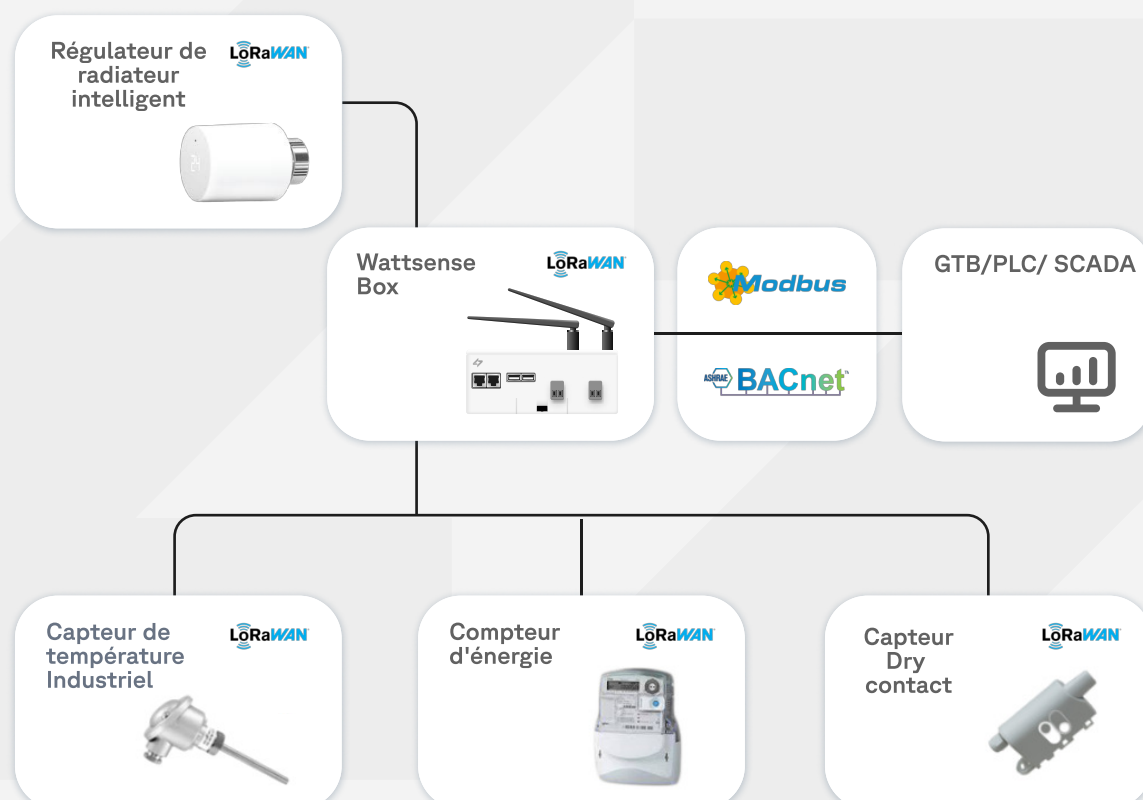 Régulateur de
radiateur
intelligent
LoRaWAN
Wattsense
Box
LoRaWAN
Modbus
ASHRAE BACnet
GTB/PLC/ SCADA
Capteur de
température
Industriel
LoRaWAN
Compteur
d'énergie
LoRaWAN
Capteur
Dry
contact
LoRaWAN